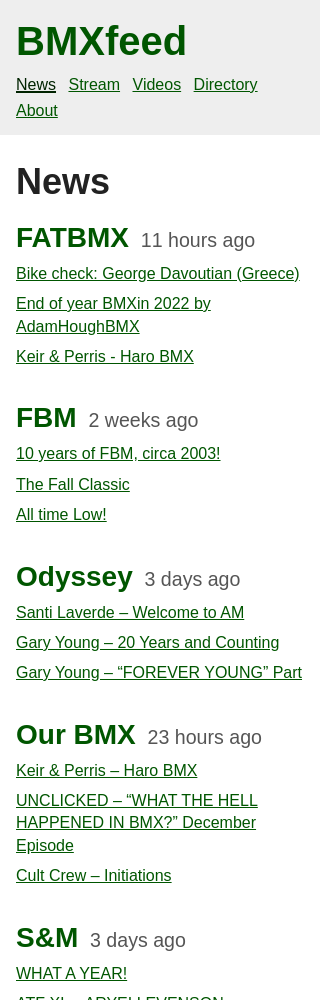 BMXfeed
News Stream Videos Directory
About
News
FATBMX 11 hours ago
Bike check: George Davoutian (Greece)
End of year BMXin 2022 by
AdamHoughBMX
Keir & Perris - Haro BMX
FBM 2 weeks ago
10 years of FBM, circa 2003!
The Fall Classic
All time Low!
Odyssey 3 days ago
Santi Laverde – Welcome to AM
Gary Young – 20 Years and Counting
Gary Young – “FOREVER YOUNG” Part
Our BMX 23 hours ago
Keir & Perris – Haro BMX
UNCLICKED – “WHAT THE HELL
HAPPENED IN BMX?” December
Episode
Cult Crew – Initiations
S&M 3 days ago
WHAT A YEAR!